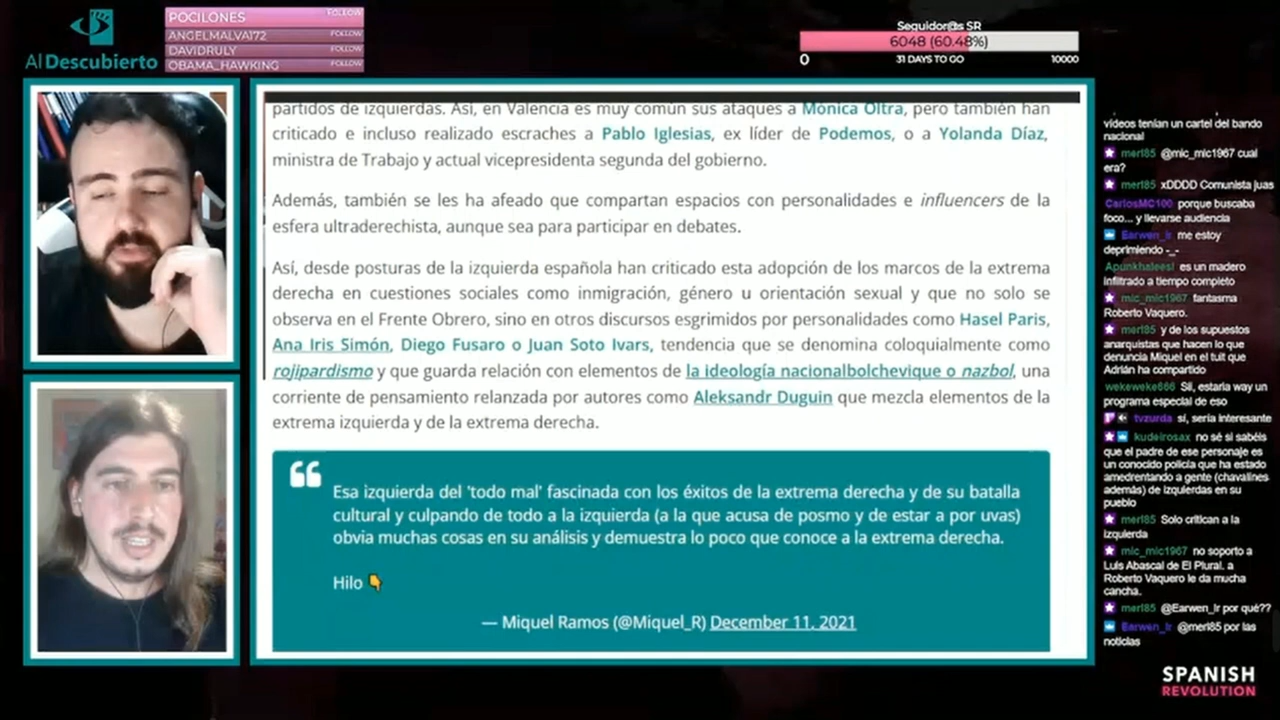 Al Descubierto
POCILONES FOLLOW
ANGELMALVA172 FOLLOW
DAVIDRULY FOLLOW
OBAMA_HAWKING FOLLOW
Seguidor@s SR
6048 (60.48%)
0 31 DAYS TO GO 10000
partidos de izquierdas. Así, en Valencia es muy común sus ataques a Mónica Oltra, pero también han
criticado e incluso realizado escraches a Pablo Iglesias, ex líder de Podemos, o a Yolanda Díaz,
ministra de Trabajo y actual vicepresidenta segunda del gobierno.
Además, también se les ha afeado que compartan espacios con personalidades e influencers de la
esfera ultraderechista, aunque sea para participar en debates.
Así, desde posturas de la izquierda española han criticado esta adopción de los marcos de la extrema
derecha en cuestiones sociales como inmigración, género u orientación sexual y que no solo se
observa en el Frente Obrero, sino en otros discursos esgrimidos por personalidades como Hasel Paris,
Ana Iris Simón, Diego Fusaro o Juan Soto Ivars, tendencia que se denomina coloquialmente como
rojipardismo y que guarda relación con elementos de la ideología nacionalbolchevique o nazbol, una
corriente de pensamiento relanzada por autores como Aleksandr Duguin que mezcla elementos de la
extrema izquierda y de la extrema derecha.
Esa izquierda del 'todo mal' fascinada con los éxitos de la extrema derecha y de su batalla
cultural y culpando de todo a la izquierda (a la que acusa de posmo y de estar a por uvas)
obvia muchas cosas en su análisis y demuestra lo poco que conoce a la extrema derecha.
Hilo 👇
— Miquel Ramos (@Miquel_R) December 11, 2021
vídeos tenían un cartel del bando
nacional
merl85 @mic_mic1967 cual
era?
merl85 xDDDD Comunista juas
CarlosMC100 porque buscaba
foco... y llevarse audiencia
Earwen_Ir me estoy
deprimiendo -_-
Apunkhaleesi es un madero
infiltrado a tiempo completo
mic_mic1967 fantasma
Roberto Vaquero.
merl85 y de los supuestos
anarquistas que hacen lo que
denuncia Miquel en el tuit que
Adrián ha compartido
wekeweke666 Sii, estaria way un
programa especial de eso
tvzurda sí, sería interesante
kudeirosax no sé si sabéis
que el padre de ese personaje es
un conocido policía que ha estado
amedrentando a gente (chavalines
además) de izquierdas en su
pueblo
merl85 Solo critican a la
izquierda
mic_mic1967 no soporto a
Luis Abascal de El Plural. a
Roberto Vaquero le da mucha
cancha.
merl85 @Earwen_Ir por qué??
Earwen_Ir @merl85 por las
noticias
SPANISH
REVOLUTION